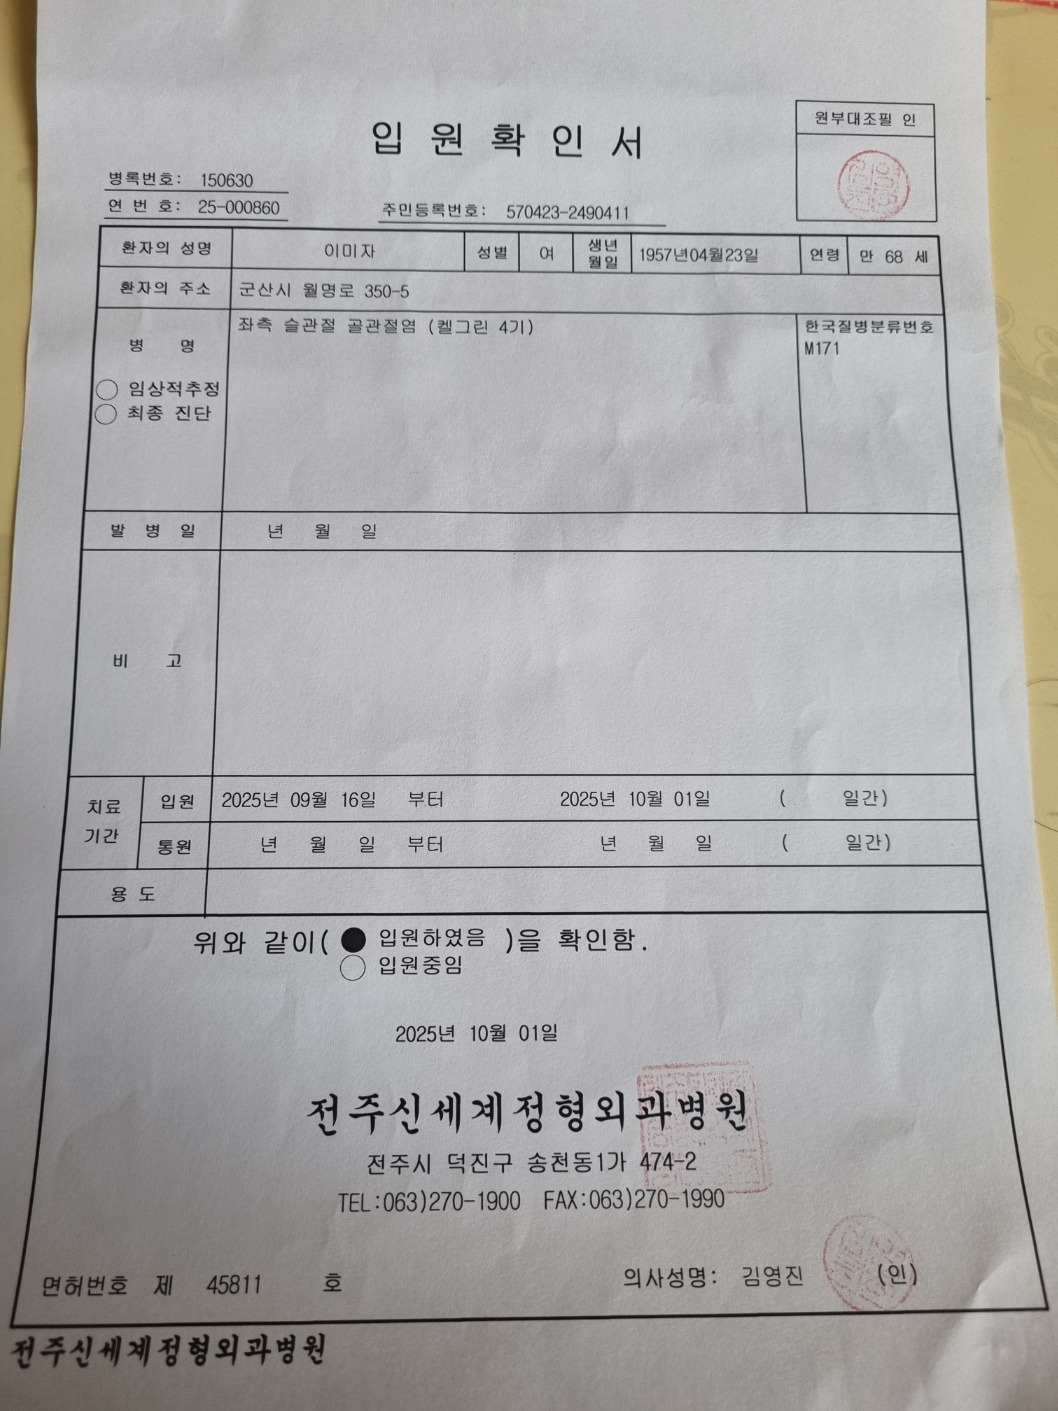 입원확인서
원부대조필 인
병록번호: 150630
연 번 호: 25-000860
주민등록번호: 570423-2490411
환자의 성명 이미자 성별 여 생년월일 1957년04월23일 연령 만 68 세
환자의 주소 군산시 월명로 350-5
병 명 좌측 슬관절 골관절염 (켈그린 4기) 한국질병분류번호
M171
○ 임상적추정
○ 최종 진단
발 병 일 년 월 일
비 고
치료기간 입원 2025년 09월 16일 부터 2025년 10월 01일 ( 일간)
통원 년 월 일 부터 년 월 일 ( 일간)
용 도
위와 같이( ● 입원하였음 )을 확인함.
○ 입원중임
2025년 10월 01일
전주신세계정형외과병원
전주시 덕진구 송천동1가 474-2
TEL:063)270-1900 FAX:063)270-1990
면허번호 제 45811 호 의사성명: 김영진 (인)
전주신세계정형외과병원